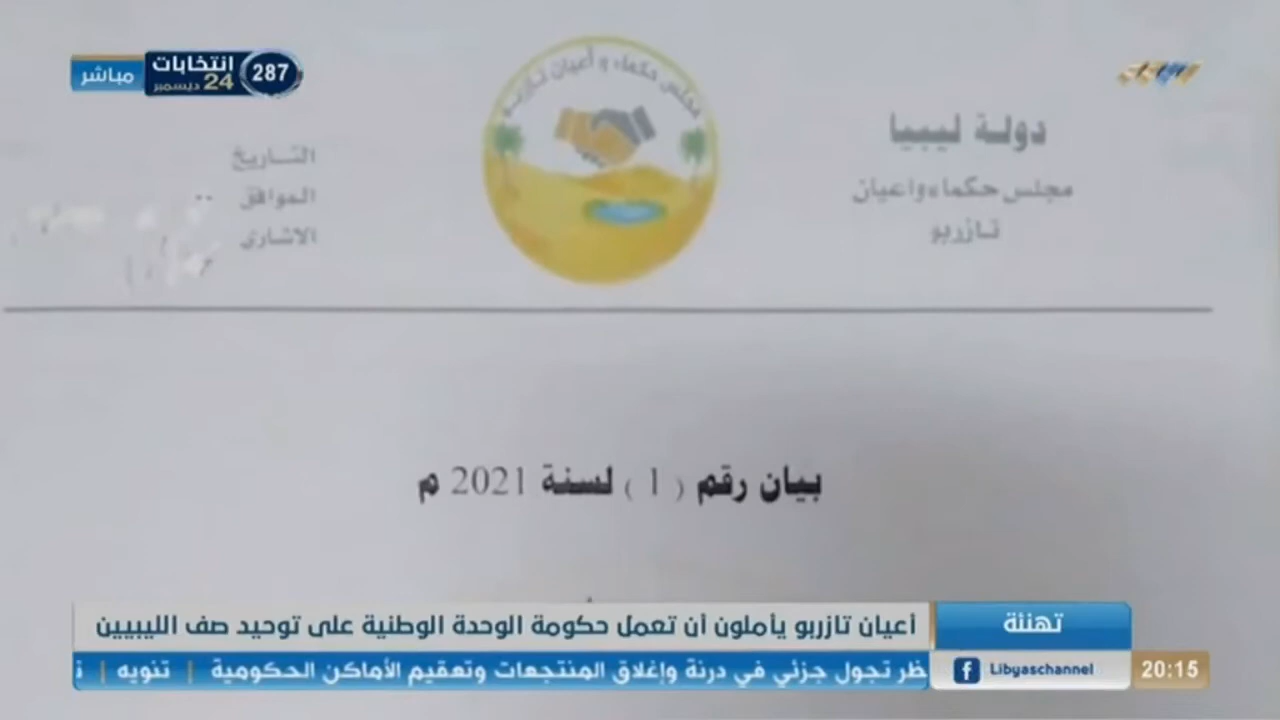 287
انتخابات
24 ديسمبر
مباشر
مجلس حكماء و أعيان تازربو
دولة ليبيا
مجلس حكماء واعيان
تازربو
التاريخ
الموافق
الاشاري
بيان رقم ( 1 ) لسنة 2021 م
تهنئة
أعيان تازربو يأملون أن تعمل حكومة الوحدة الوطنية على توحيد صف الليبيين
ظر تجول جزئي في درنة وإغلاق المنتجعات وتعقيم الأماكن الحكومية | تنويه |
Libyaschannel
20:15